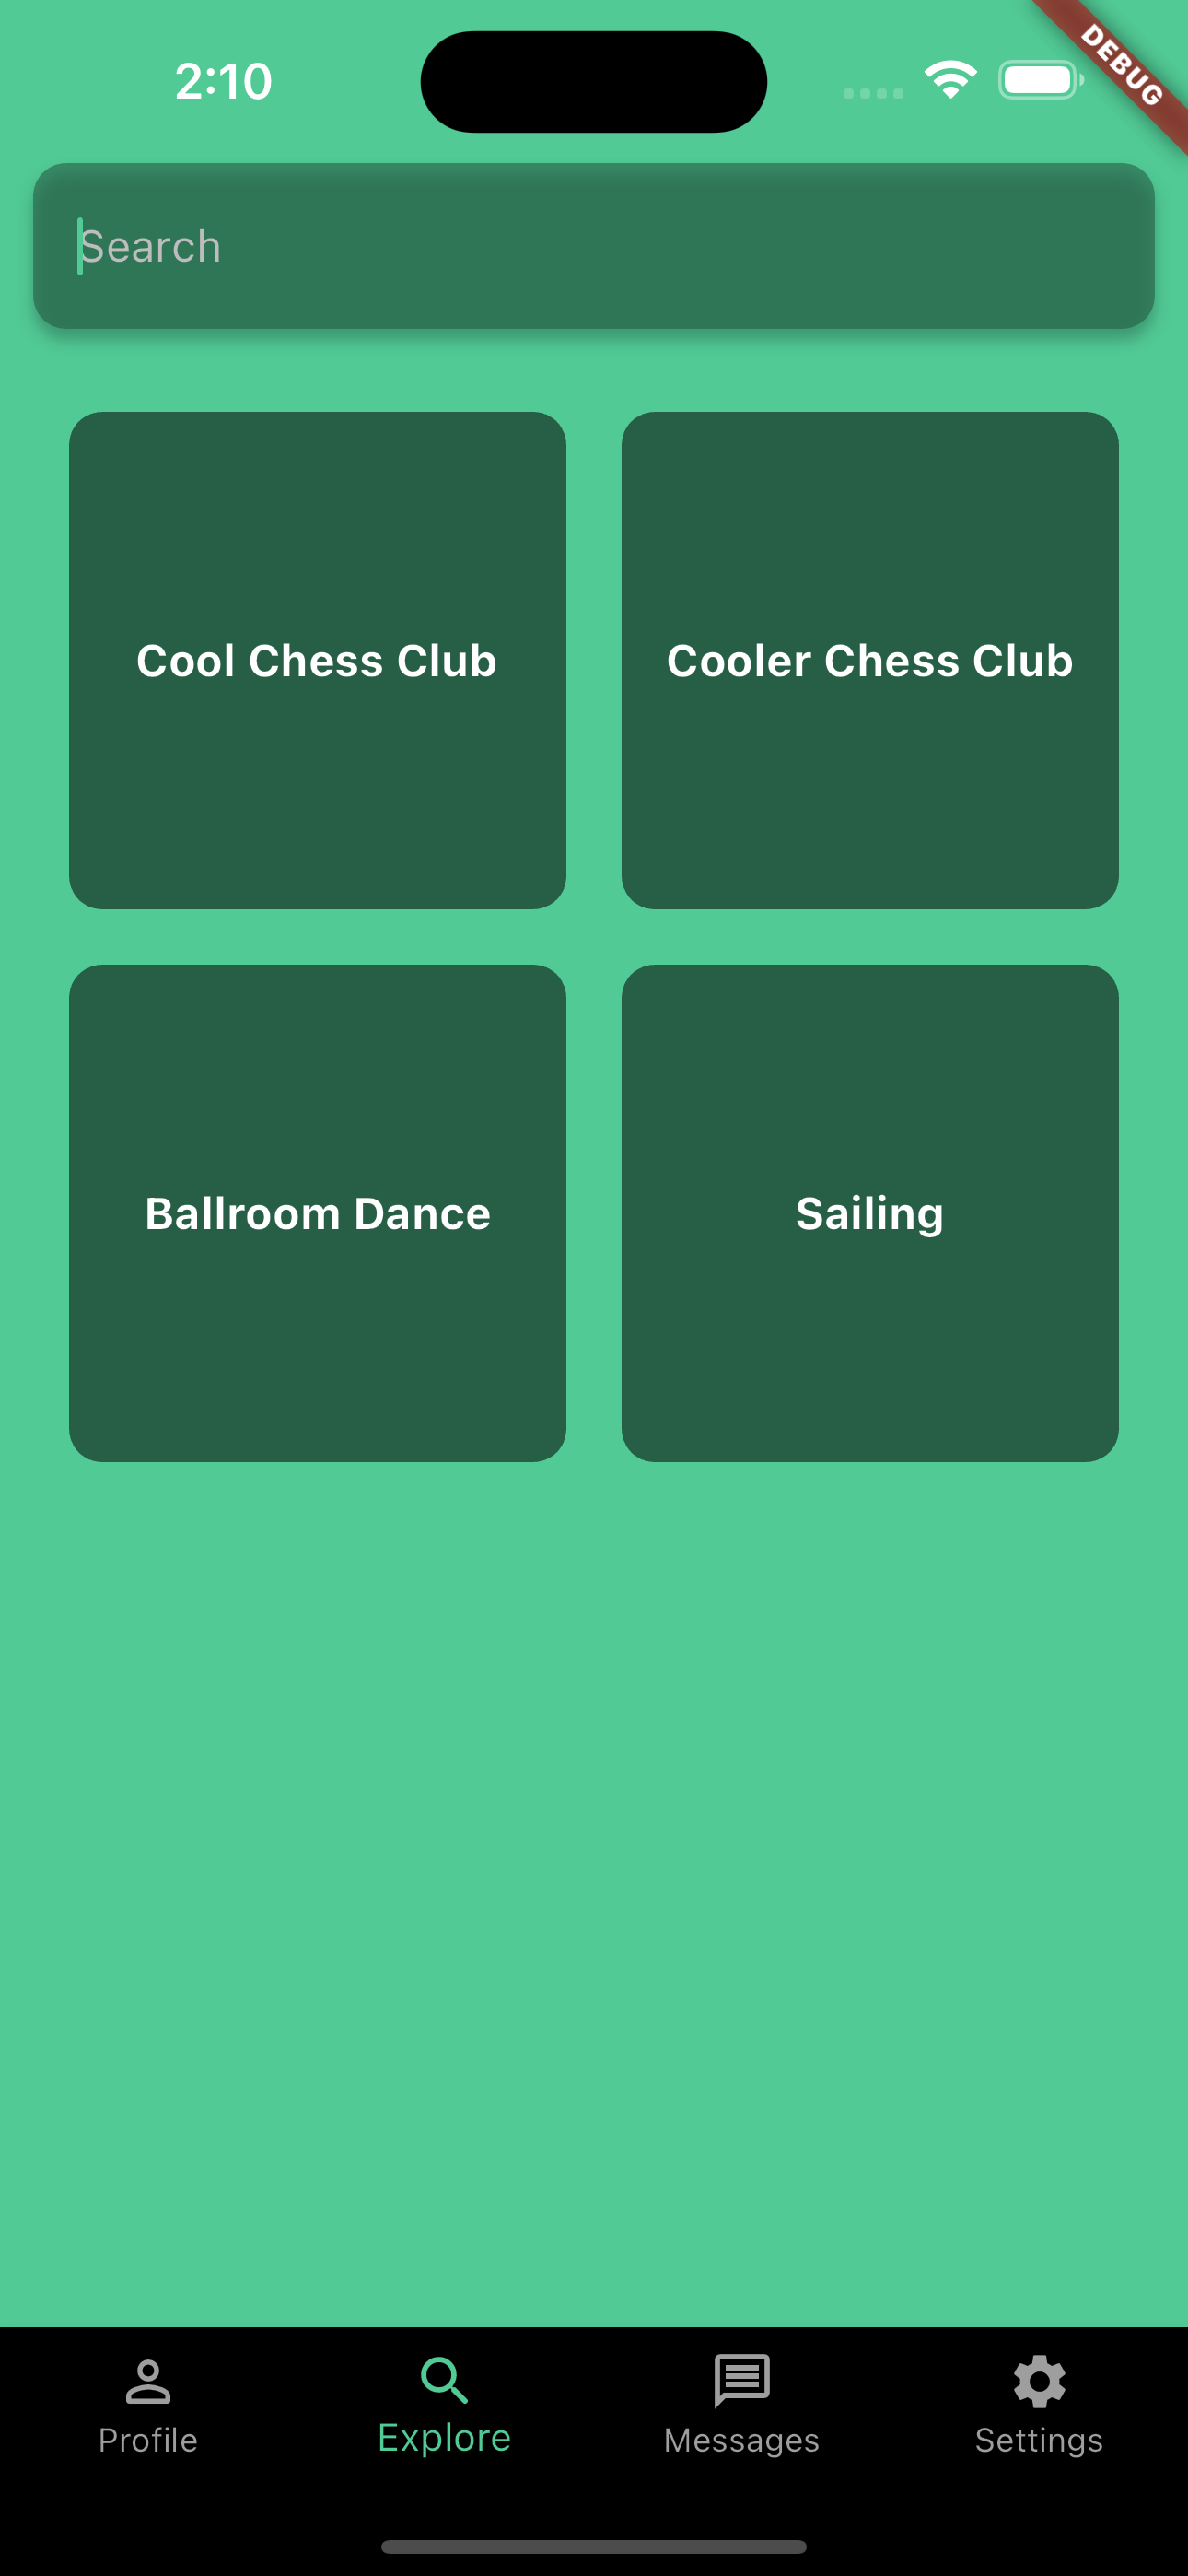 2:10
DEBUG
Search
Cool Chess Club
Cooler Chess Club
Ballroom Dance
Sailing
Profile
Explore
Messages
Settings